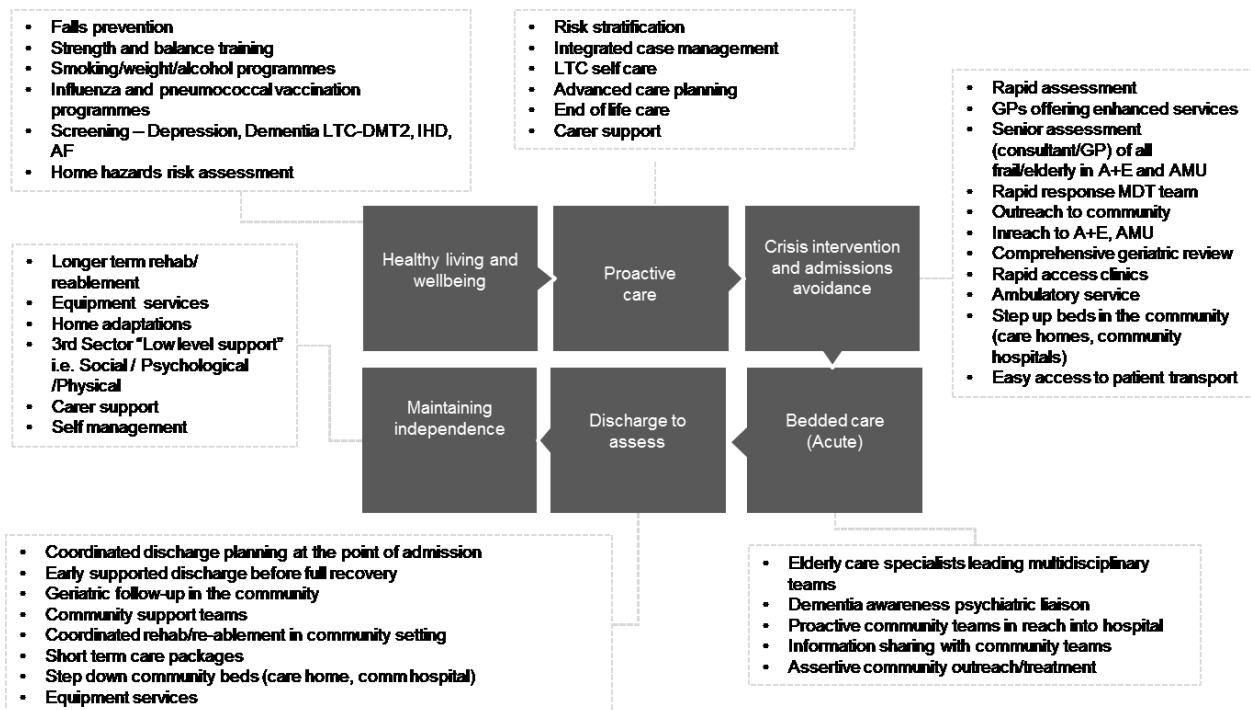 • Falls prevention
• Strength and balance training
• Smoking/weight/alcohol programmes
• Influenza and pneumococcal vaccination
programmes
• Screening – Depression, Dementia LTC-DMT2, IHD,
AF
• Home hazards risk assessment
• Risk stratification
• Integrated case management
• LTC self care
• Advanced care planning
• End of life care
• Carer support
• Rapid assessment
• GPs offering enhanced services
• Senior assessment
(consultant/GP) of all
frail/elderly in A+E and AMU
• Rapid response MDT team
• Outreach to community
• Inreach to A+E, AMU
• Comprehensive geriatric review
• Rapid access clinics
• Ambulatory service
• Step up beds in the community
(care homes, community
hospitals)
• Easy access to patient transport
Healthy living and
wellbeing
Proactive
care
Crisis intervention
and admissions
avoidance
• Longer term rehab/
reablement
• Equipment services
• Home adaptations
• 3rd Sector "Low level support"
i.e. Social / Psychological
/Physical
• Carer support
• Self management
Maintaining
independence
Discharge to
assess
Bedded care
(Acute)
• Coordinated discharge planning at the point of admission
• Early supported discharge before full recovery
• Geriatric follow-up in the community
• Community support teams
• Coordinated rehab/re-ablement in community setting
• Short term care packages
• Step down community beds (care home, comm hospital)
• Equipment services
• Elderly care specialists leading multidisciplinary
teams
• Dementia awareness psychiatric liaison
• Proactive community teams in reach into hospital
• Information sharing with community teams
• Assertive community outreach/treatment